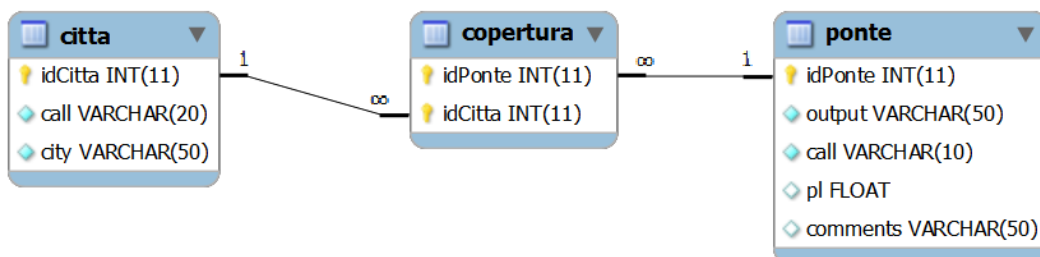 citta
idCitta INT(11)
call VARCHAR(20)
city VARCHAR(50)
1
∞
copertura
idPonte INT(11)
idCitta INT(11)
∞
1
ponte
idPonte INT(11)
output VARCHAR(50)
call VARCHAR(10)
pl FLOAT
comments VARCHAR(50)